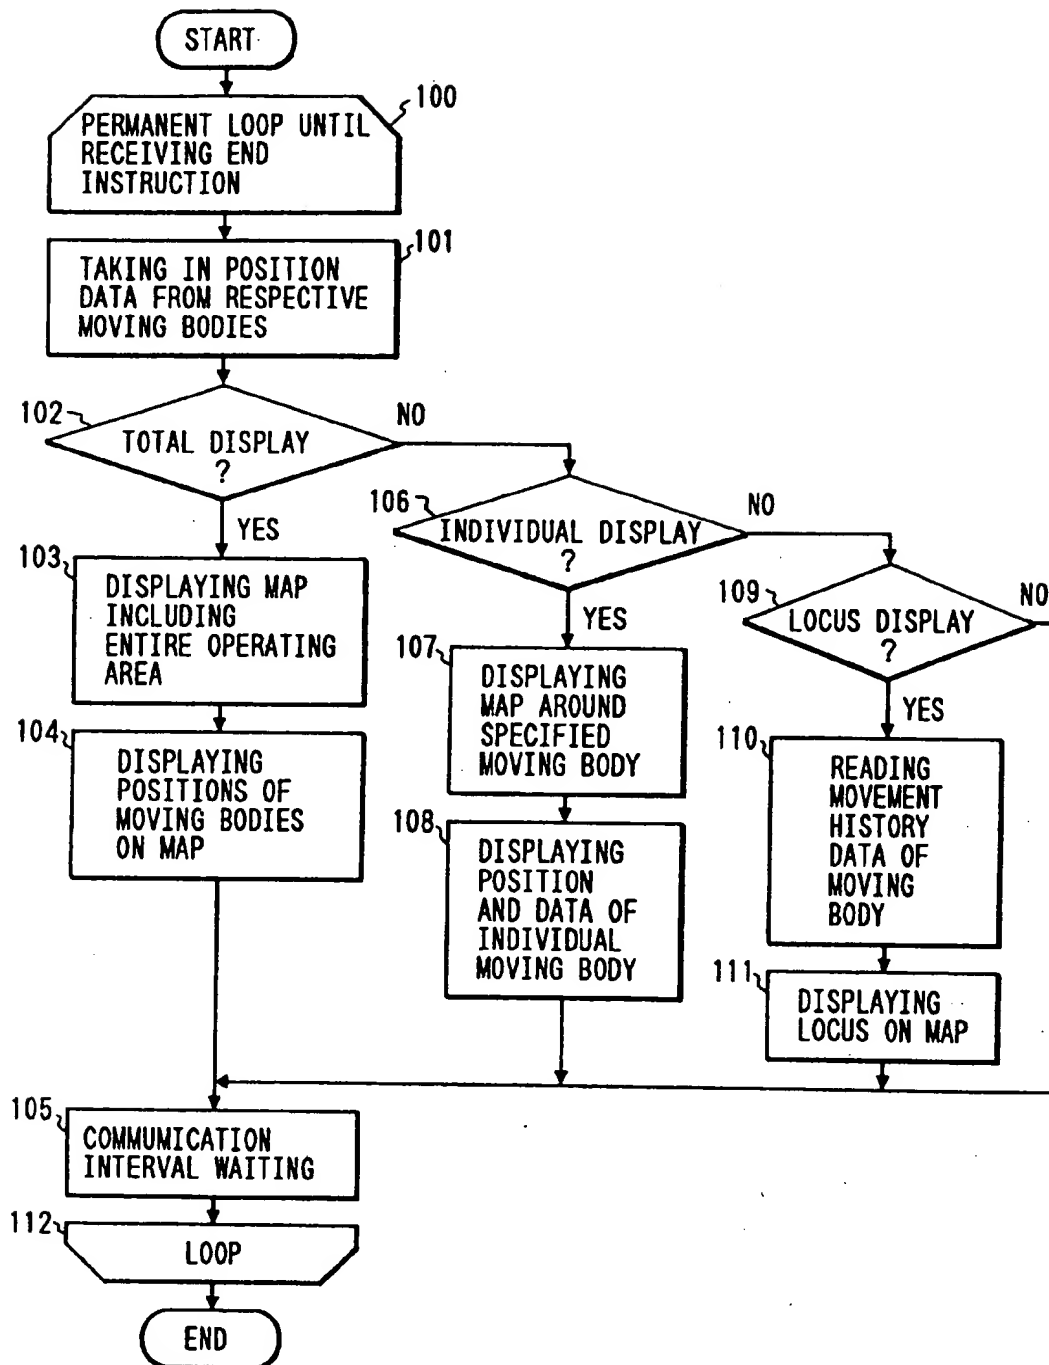 START
100
PERMANENT LOOP UNTIL
RECEIVING END
INSTRUCTION
101
TAKING IN POSITION
DATA FROM RESPECTIVE
MOVING BODIES
102
TOTAL DISPLAY
?
NO
YES
106
INDIVIDUAL DISPLAY
?
NO
YES
109
LOCUS DISPLAY
?
NO
YES
103
DISPLAYING MAP
INCLUDING
ENTIRE OPERATING
AREA
104
DISPLAYING
POSITIONS OF
MOVING BODIES
ON MAP
107
DISPLAYING
MAP AROUND
SPECIFIED
MOVING BODY
108
DISPLAYING
POSITION
AND DATA OF
INDIVIDUAL
MOVING BODY
110
READING
MOVEMENT
HISTORY
DATA OF
MOVING
BODY
111
DISPLAYING
LOCUS ON MAP
105
COMMUMICATION
INTERVAL WAITING
112
LOOP
END